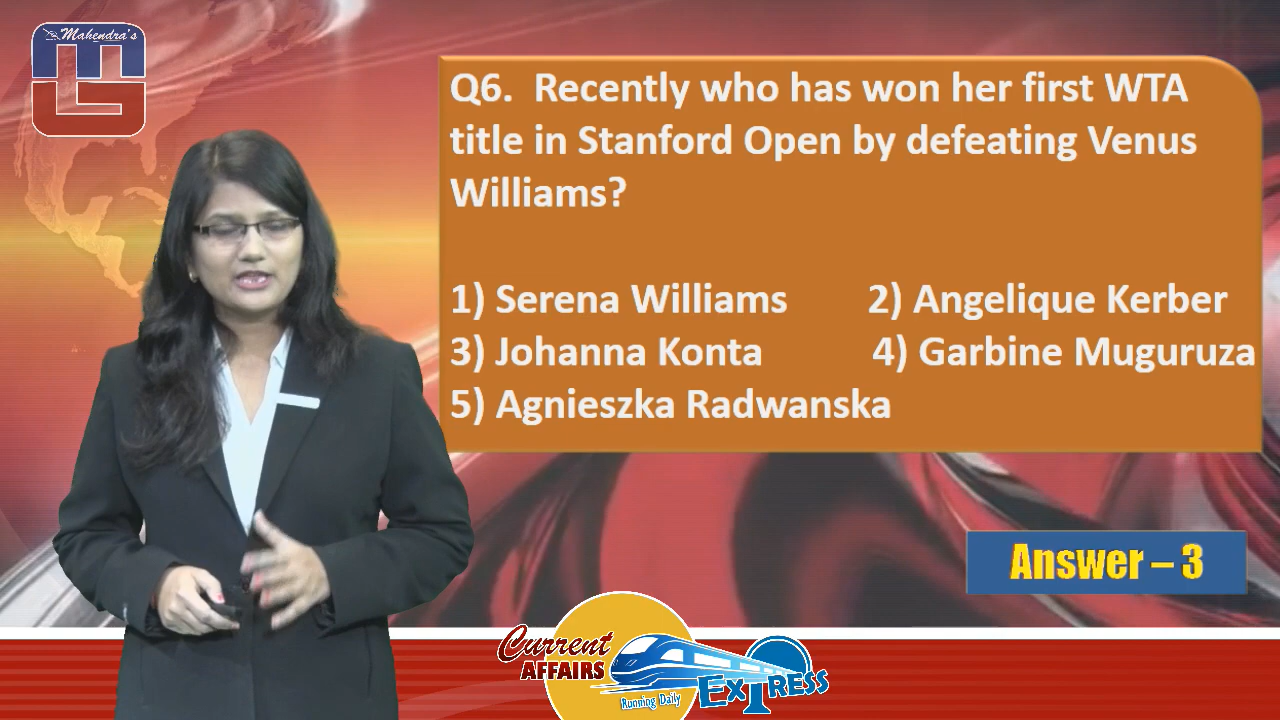 Mahendra's
Q6. Recently who has won her first WTA
title in Stanford Open by defeating Venus
Williams?
1) Serena Williams 2) Angelique Kerber
3) Johanna Konta 4) Garbine Muguruza
5) Agnieszka Radwanska
Answer – 3
Current
AFFAIRS
Running Daily
ExPRESS